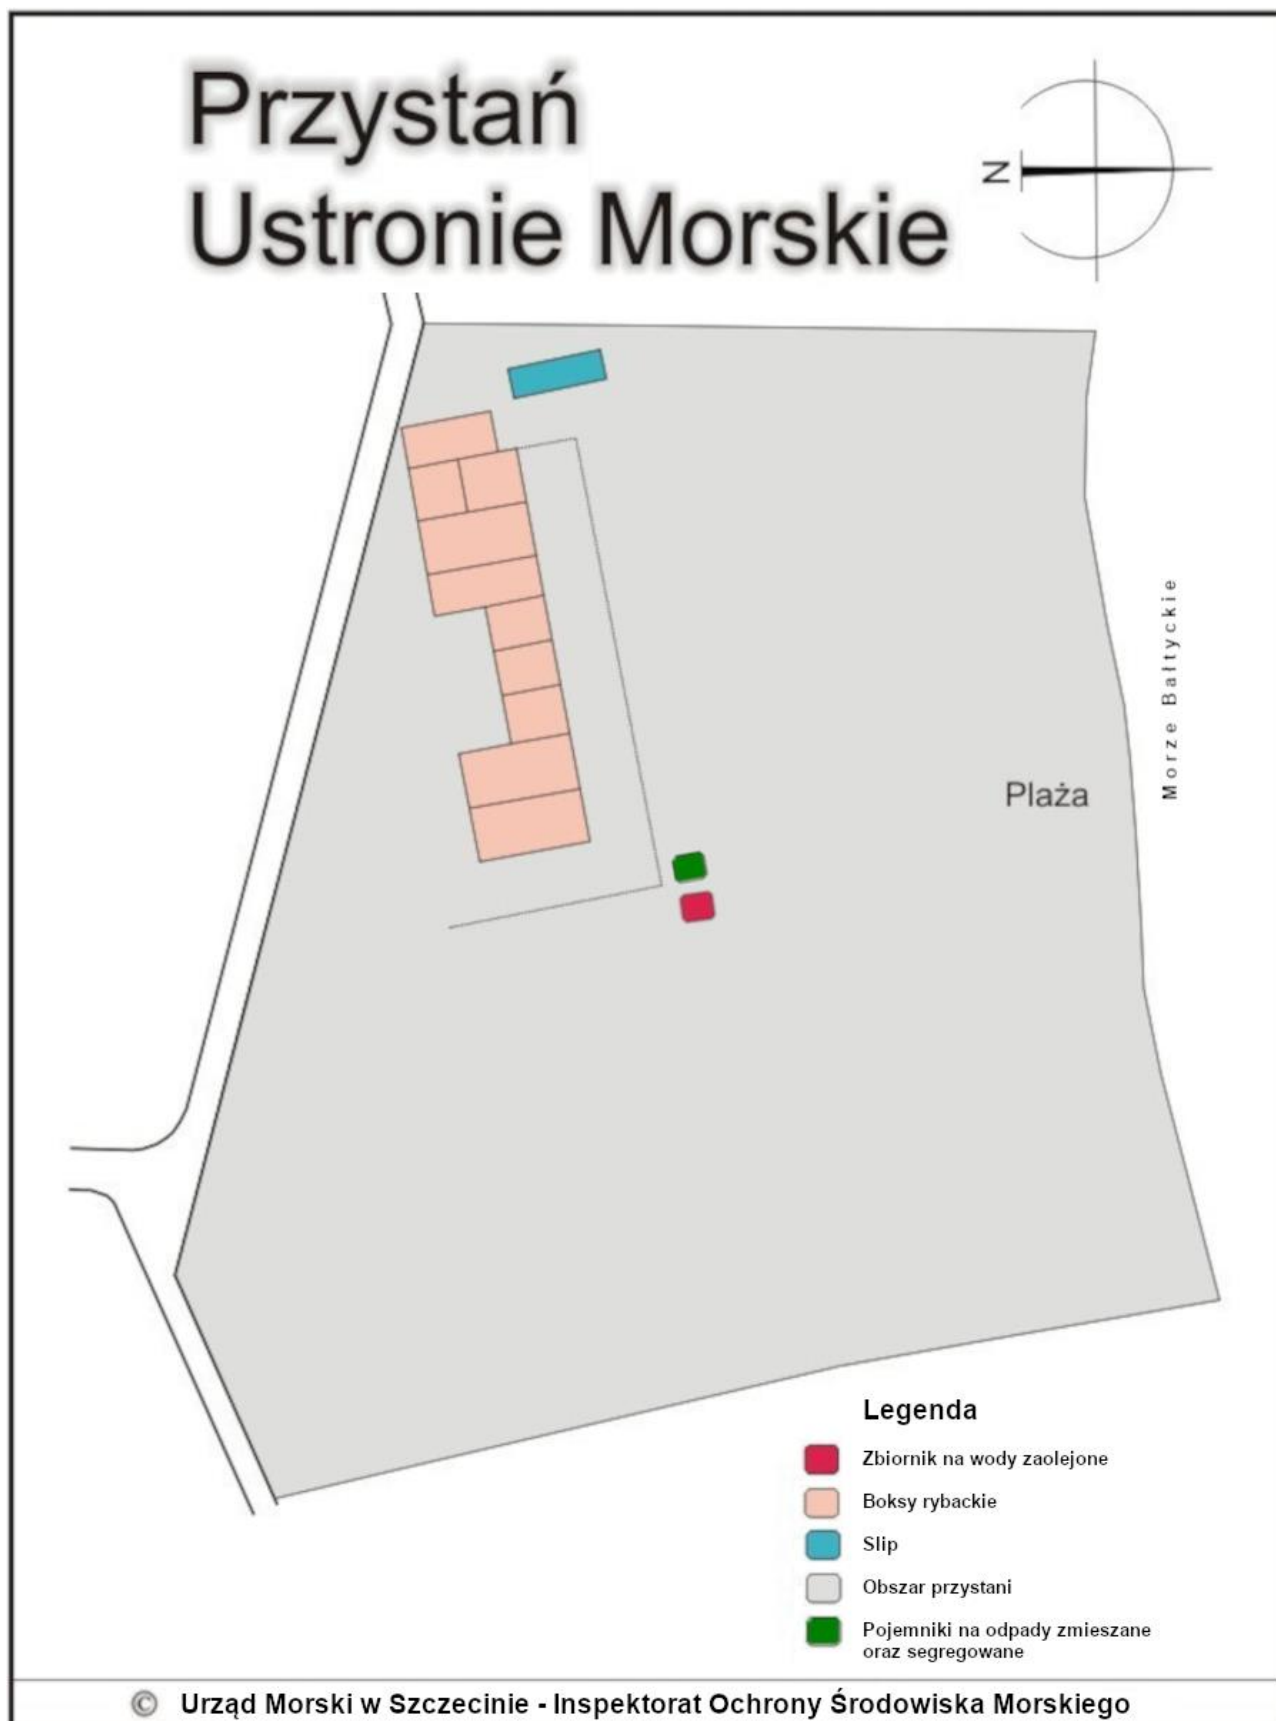 Przystań
Ustronie Morskie
N
Morze Bałtyckie
Plaża
Legenda
Zbiornik na wody zaolejone
Boksy rybackie
Slip
Obszar przystani
Pojemniki na odpady zmieszane
oraz segregowane
© Urząd Morski w Szczecinie - Inspektorat Ochrony Środowiska Morskiego